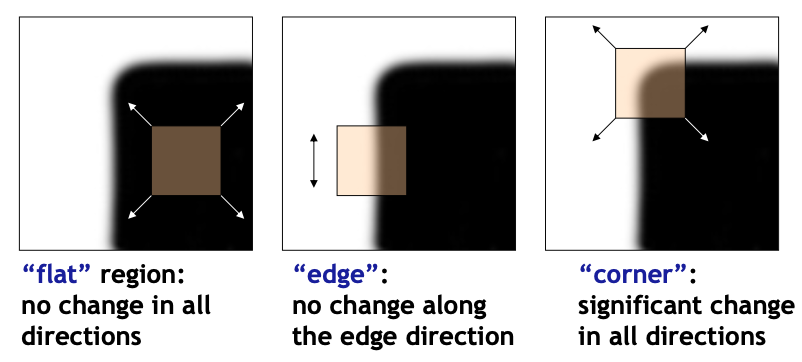 “flat” region:
no change in all
directions
“edge”:
no change along
the edge direction
“corner”:
significant change
in all directions